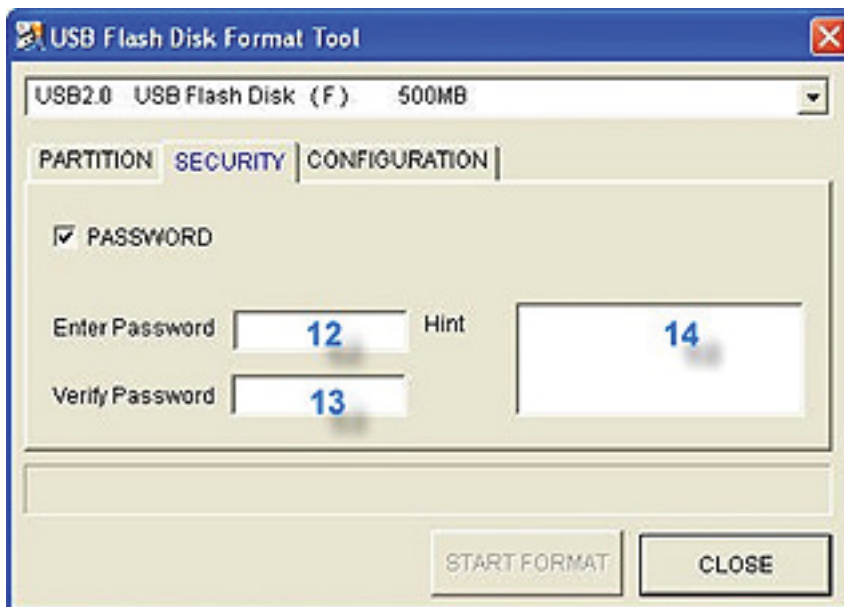 USB Flash Disk Format Tool
USB2.0 USB Flash Disk (F) 500MB
PARTITION SECURITY CONFIGURATION
PASSWORD
Enter Password 12 Hint 14
Verify Password 13
START FORMAT CLOSE